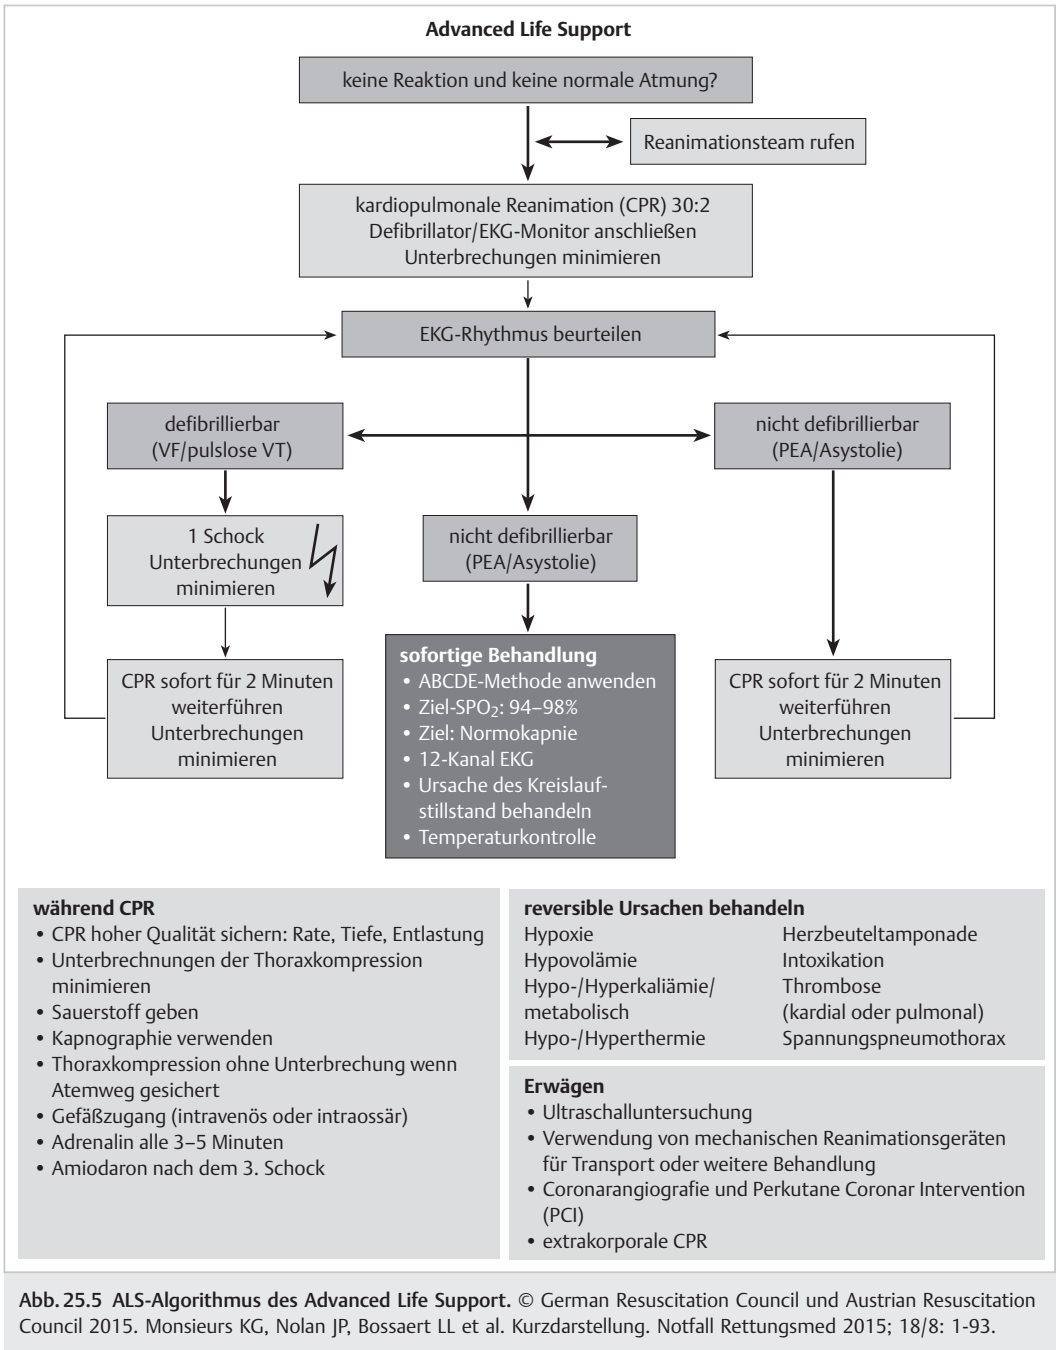 Advanced Life Support
keine Reaktion und keine normale Atmung?
Reanimationsteam rufen
kardiopulmonale Reanimation (CPR) 30:2
Defibrillator/EKG-Monitor anschließen
Unterbrechungen minimieren
EKG-Rhythmus beurteilen
defibrillierbar
(VF/pulslose VT)
nicht defibrillierbar
(PEA/Asystolie)
1 Schock
Unterbrechungen
minimieren
nicht defibrillierbar
(PEA/Asystolie)
CPR sofort für 2 Minuten
weiterführen
Unterbrechungen
minimieren
sofortige Behandlung
• ABCDE-Methode anwenden
• Ziel-SPO₂: 94–98%
• Ziel: Normokapnie
• 12-Kanal EKG
• Ursache des Kreislauf-
stillstand behandeln
• Temperaturkontrolle
CPR sofort für 2 Minuten
weiterführen
Unterbrechungen
minimieren
während CPR
• CPR hoher Qualität sichern: Rate, Tiefe, Entlastung
• Unterbrechnungen der Thoraxkompression
minimieren
• Sauerstoff geben
• Kapnographie verwenden
• Thoraxkompression ohne Unterbrechung wenn
Atemweg gesichert
• Gefäßzugang (intravenös oder intraossär)
• Adrenalin alle 3–5 Minuten
• Amiodaron nach dem 3. Schock
reversible Ursachen behandeln
Hypoxie
Hypovolämie
Hypo-/Hyperkaliämie/
metabolisch
Hypo-/Hyperthermie
Herzbeuteltamponade
Intoxikation
Thrombose
(kardial oder pulmonal)
Spannungspneumothorax
Erwägen
• Ultraschalluntersuchung
• Verwendung von mechanischen Reanimationsgeräten
für Transport oder weitere Behandlung
• Coronarangiografie und Perkutane Coronar Intervention
(PCI)
• extrakorporale CPR
Abb. 25.5 ALS-Algorithmus des Advanced Life Support. © German Resuscitation Council und Austrian Resuscitation
Council 2015. Monsieurs KG, Nolan JP, Bossaert LL et al. Kurzdarstellung. Notfall Rettungsmed 2015; 18/8: 1-93.